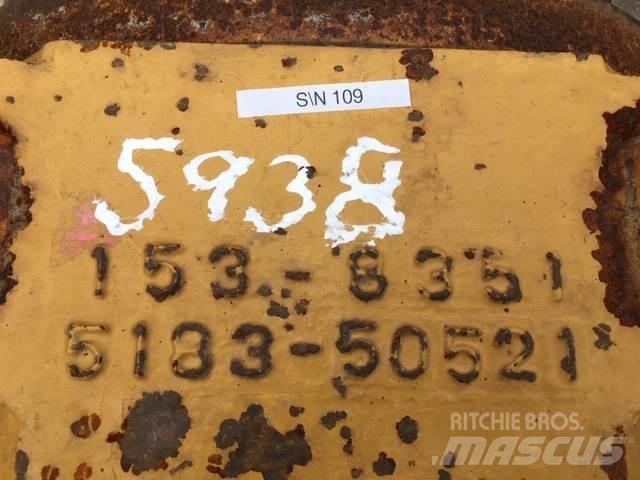 S\N 109
5938
153-8351
5183-50521
RITCHIE BROS.
MASCUS